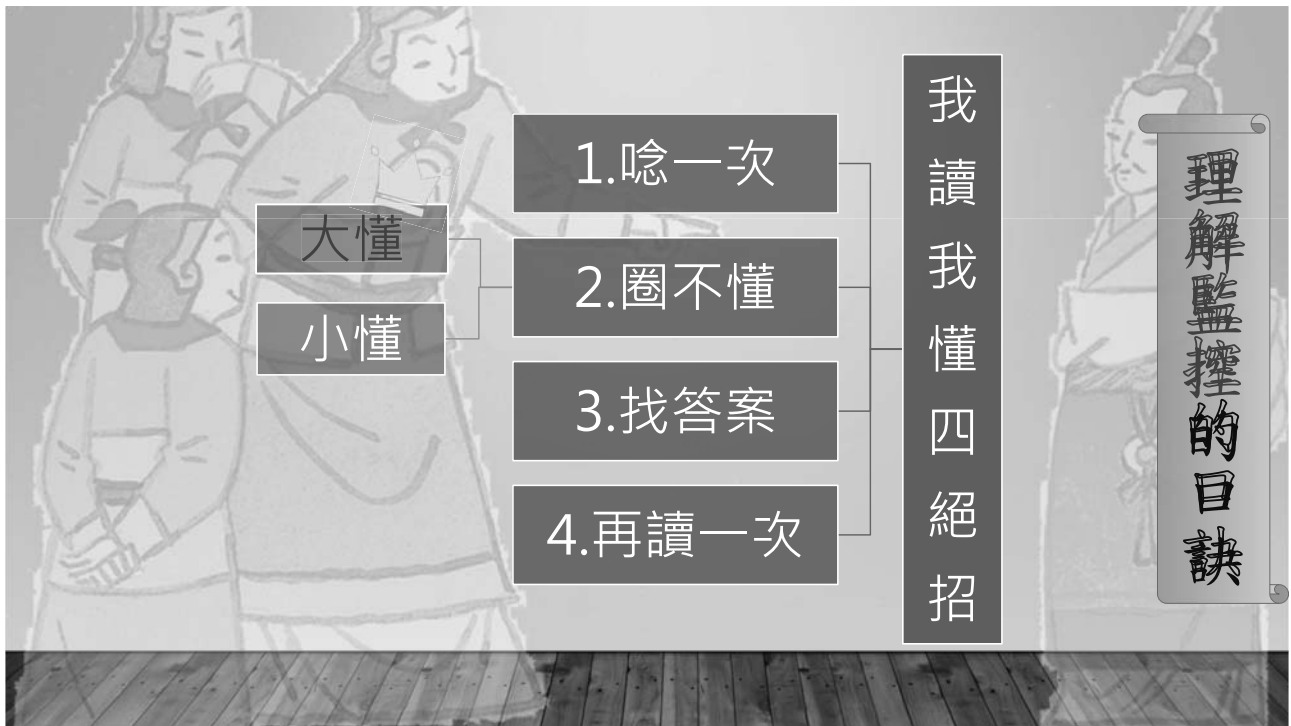 理解監控的口訣
我讀我懂四絕招
1.唸一次
2.圈不懂
大懂
小懂
3.找答案
4.再讀一次